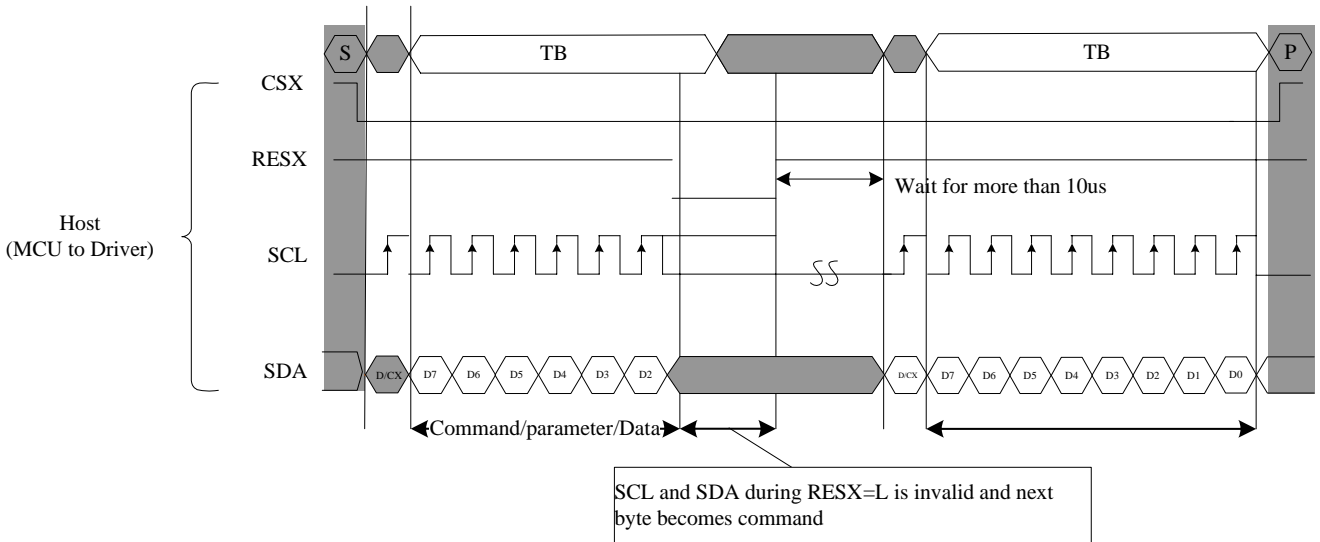 S
TB
TB
P
CSX
RESX
Wait for more than 10us
Host
(MCU to Driver)
SCL
SDA
D/CX D7 D6 D5 D4 D3 D2
D/CX D7 D6 D5 D4 D3 D2 D1 D0
Command/parameter/Data
SCL and SDA during RESX=L is invalid and next
byte becomes command